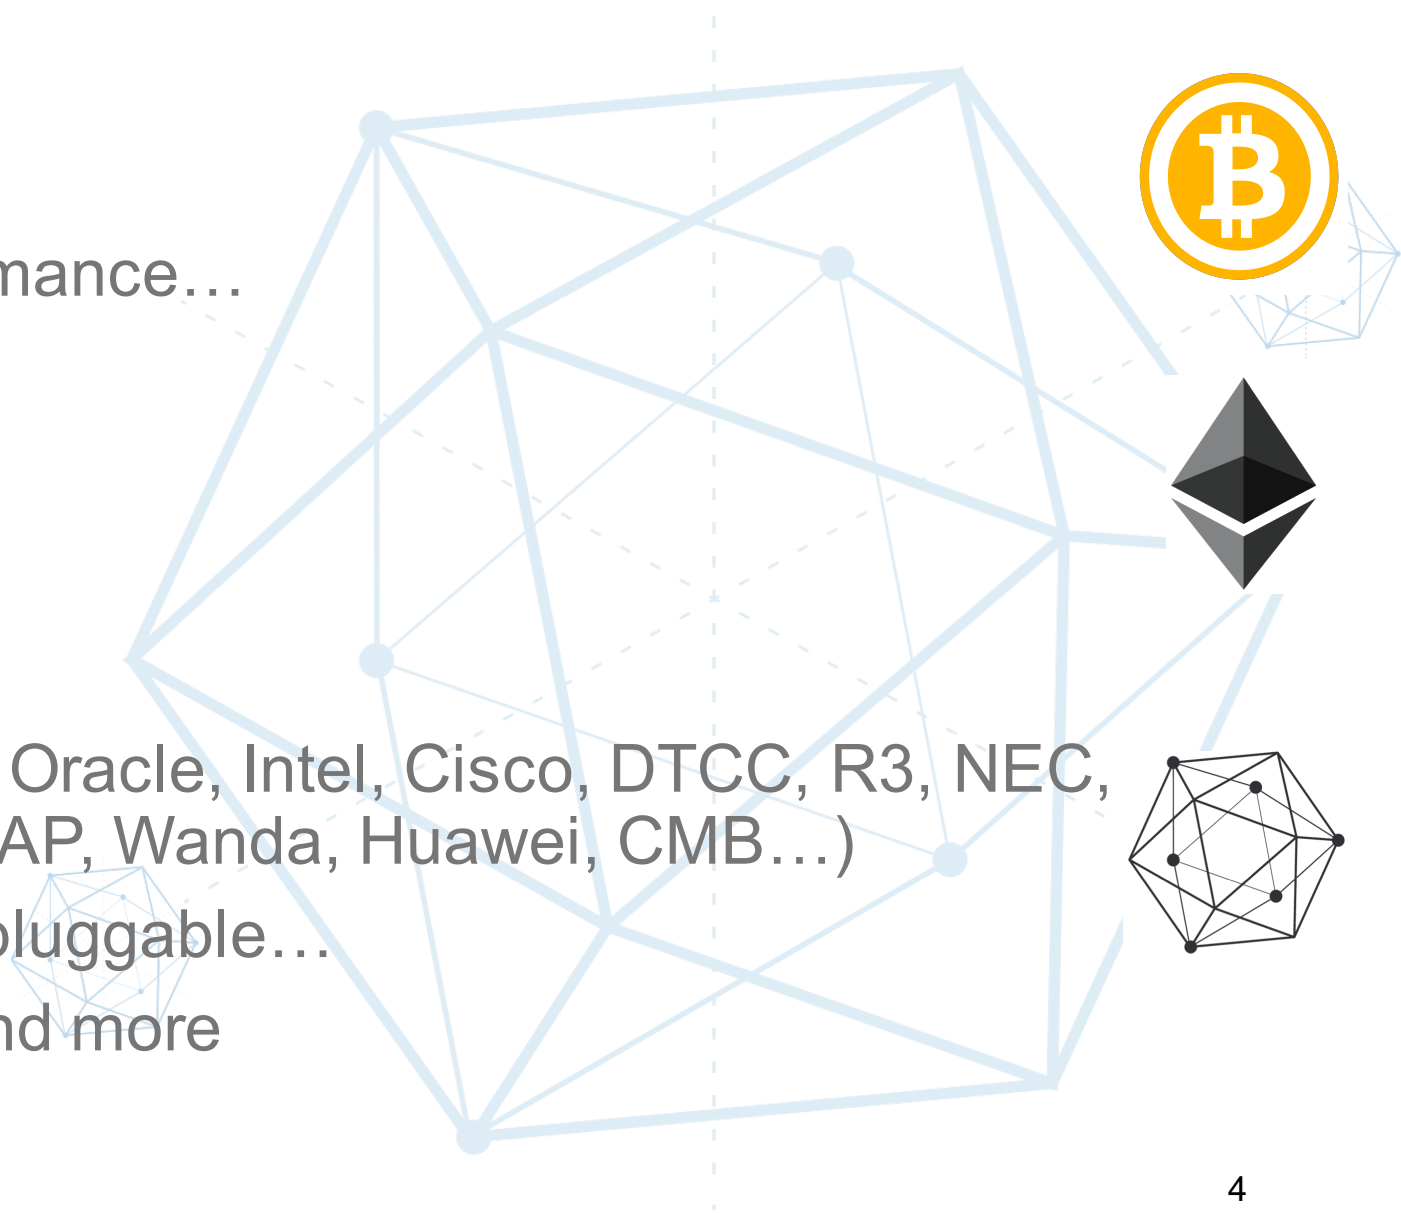 mance…
Oracle, Intel, Cisco, DTCC, R3, NEC,
AP, Wanda, Huawei, CMB…)
pluggable…
nd more
4